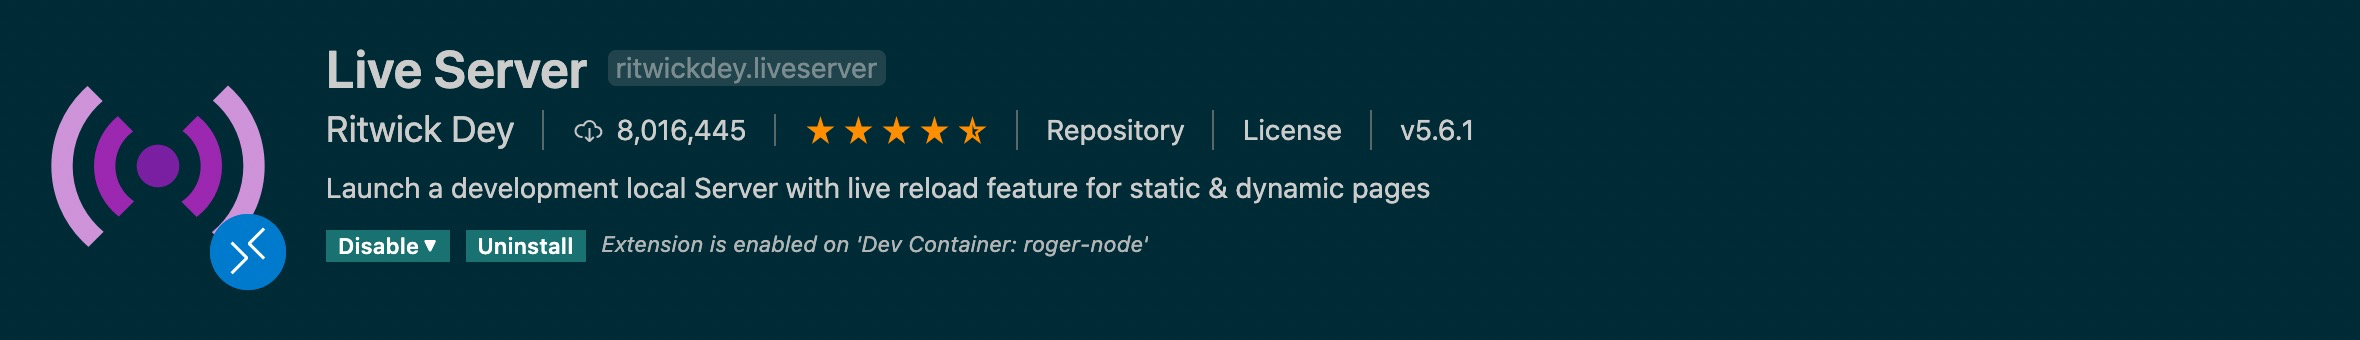 Live Server ritwickdey.liveserver
Ritwick Dey 8,016,445 Repository License v5.6.1
Launch a development local Server with live reload feature for static & dynamic pages
Disable Uninstall Extension is enabled on 'Dev Container: roger-node'